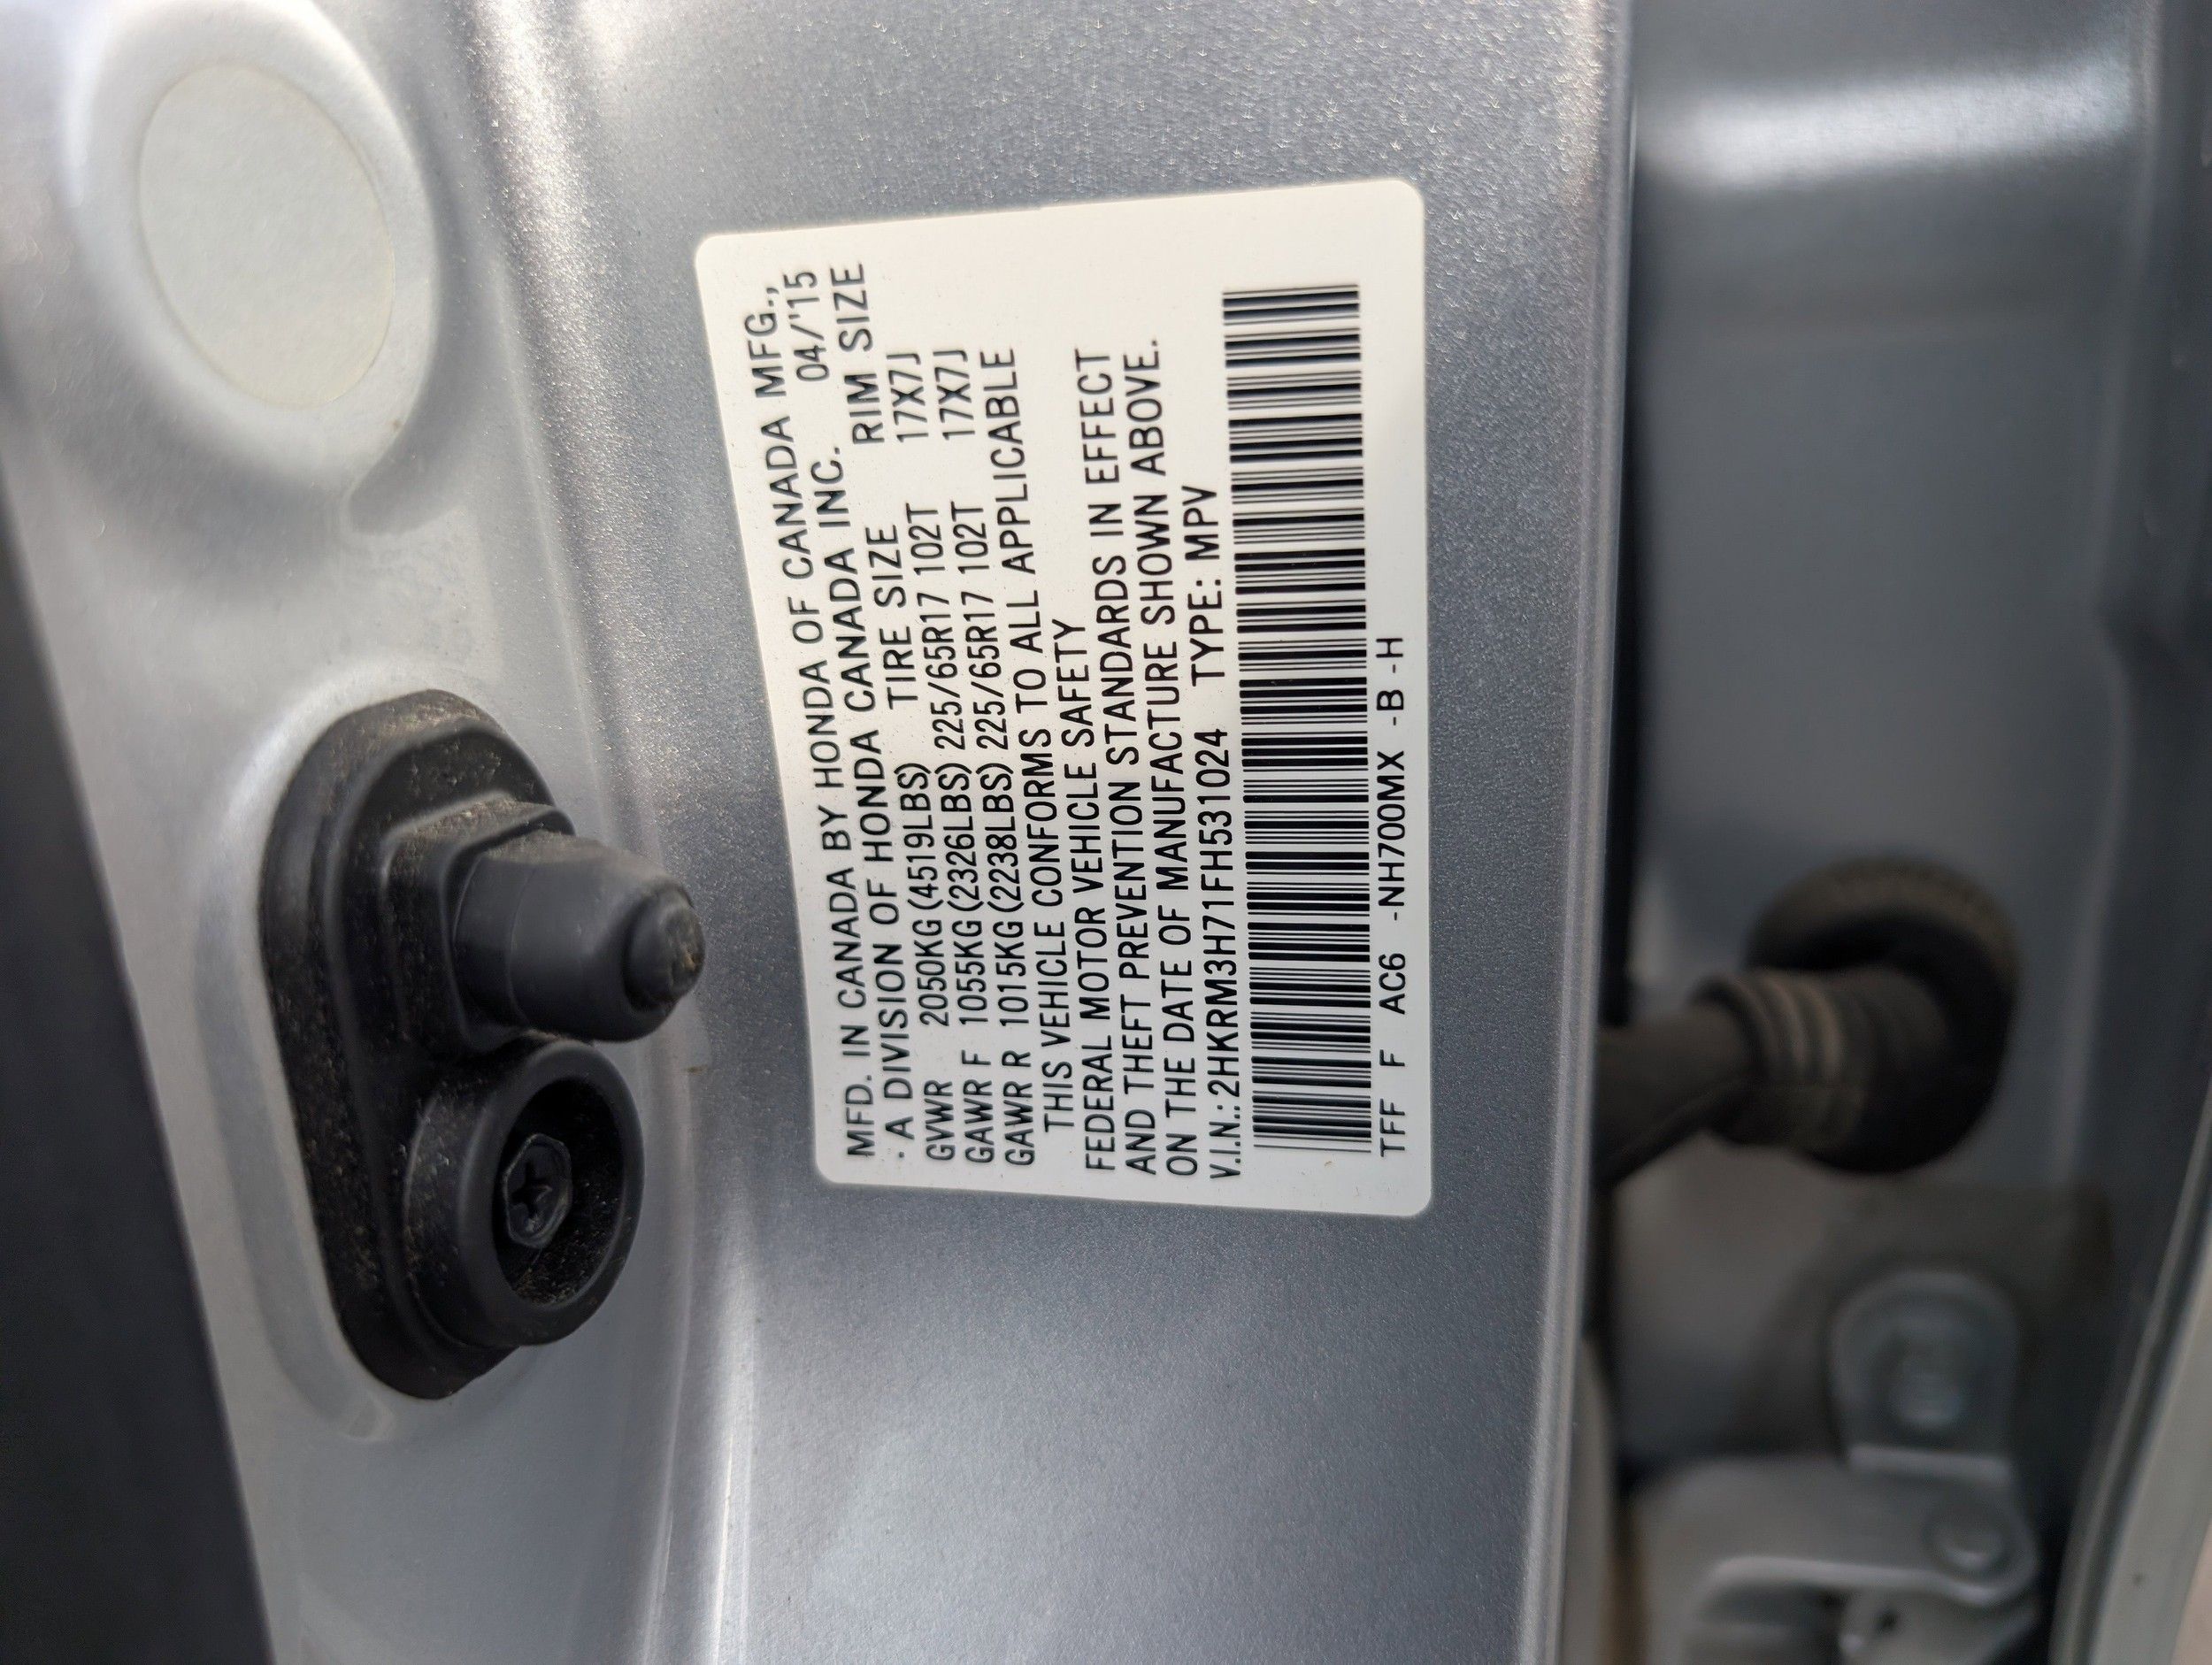 MFD. IN CANADA BY HONDA OF CANADA MFG.,
· A DIVISION OF HONDA CANADA INC. 04/'15
GVWR 2050KG (4519LBS) TIRE SIZE RIM SIZE
GAWR F 1055KG (2326LBS) 225/65R17 102T 17X7J
GAWR R 1015KG (2238LBS) 225/65R17 102T 17X7J
THIS VEHICLE CONFORMS TO ALL APPLICABLE
FEDERAL MOTOR VEHICLE SAFETY
AND THEFT PREVENTION STANDARDS IN EFFECT
ON THE DATE OF MANUFACTURE SHOWN ABOVE.
V.I.N.: 2HKRM3H71FH531024 TYPE: MPV
TFF F AC6 -NH700MX -B -H